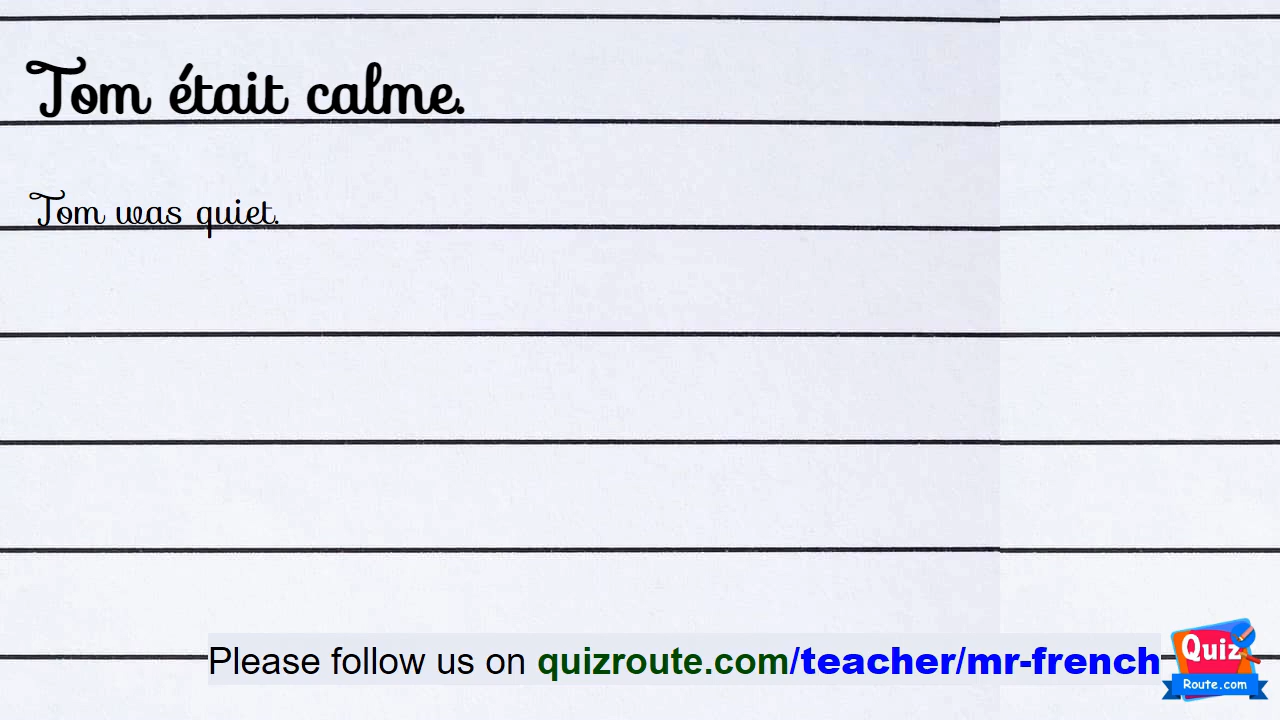 Tom était calme.
Tom was quiet.
Please follow us on quizroute.com/teacher/mr-french
Quiz
Route.com